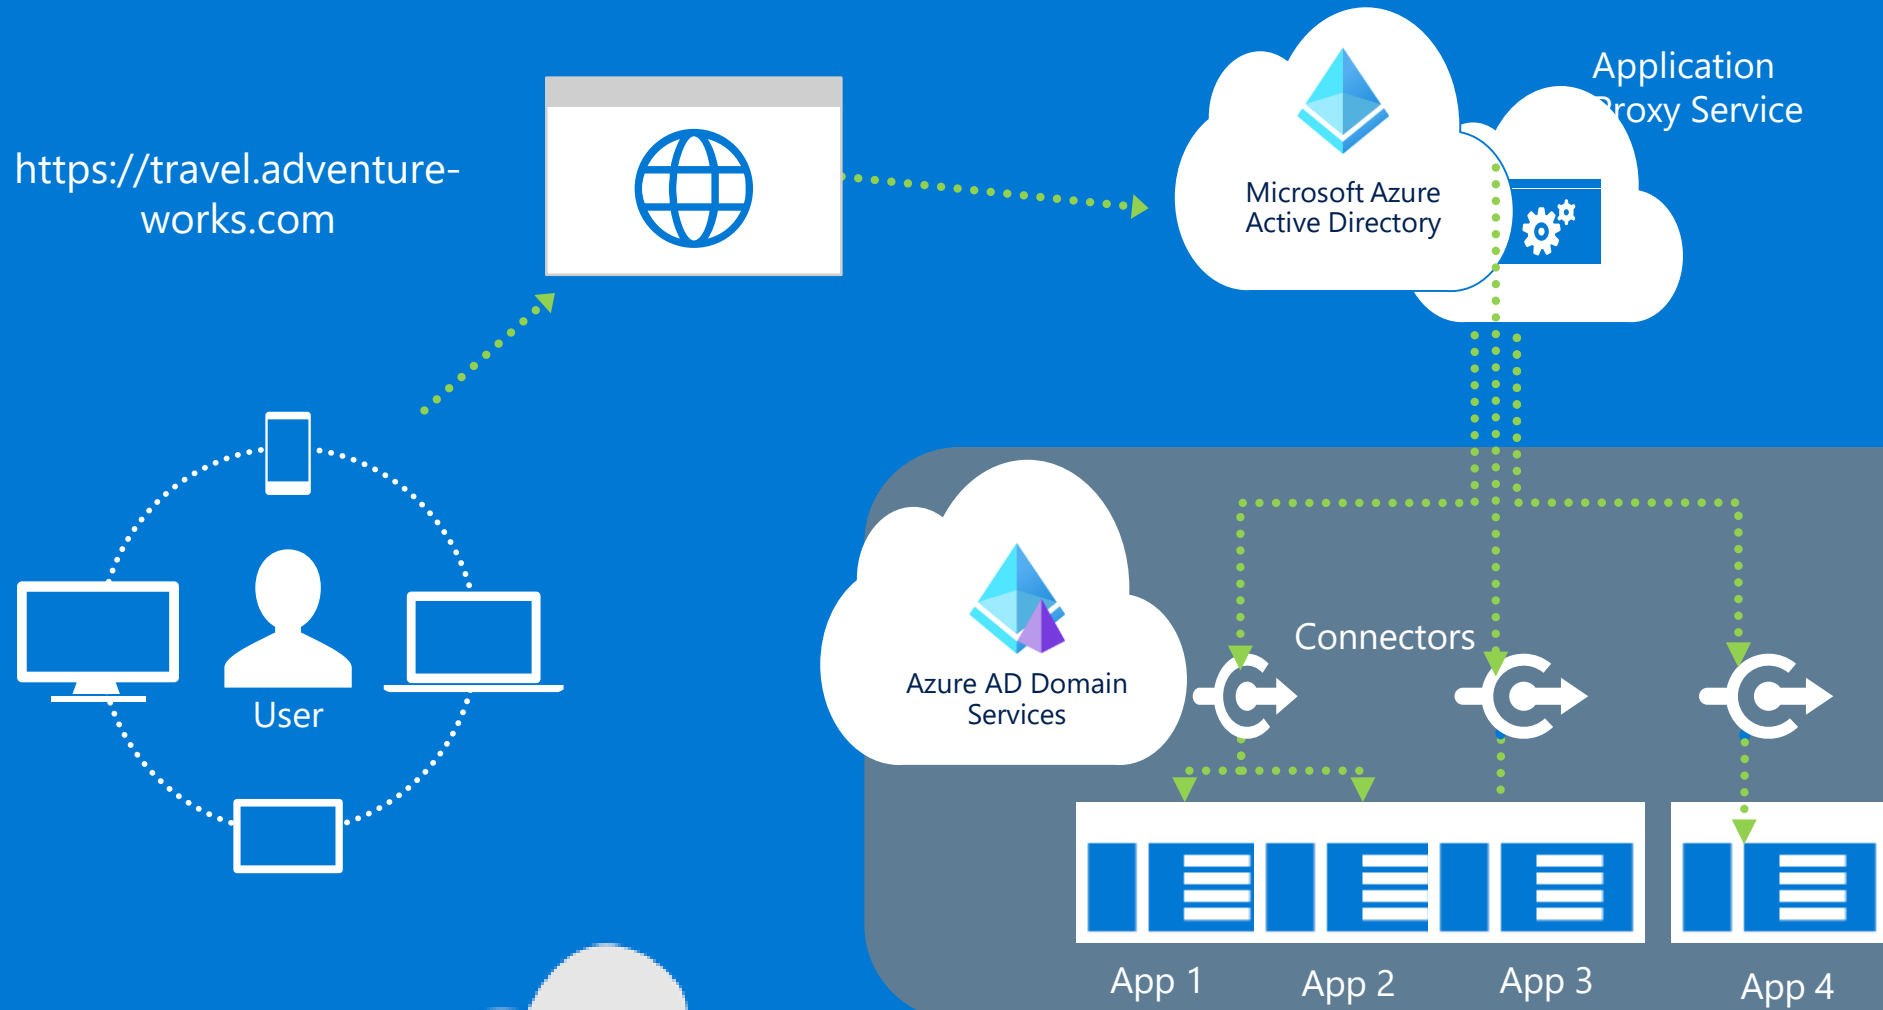 Application
Proxy Service
https://travel.adventure-
works.com
Microsoft Azure
Active Directory
Connectors
Azure AD Domain
Services
User
App 1
App 2
App 3
App 4